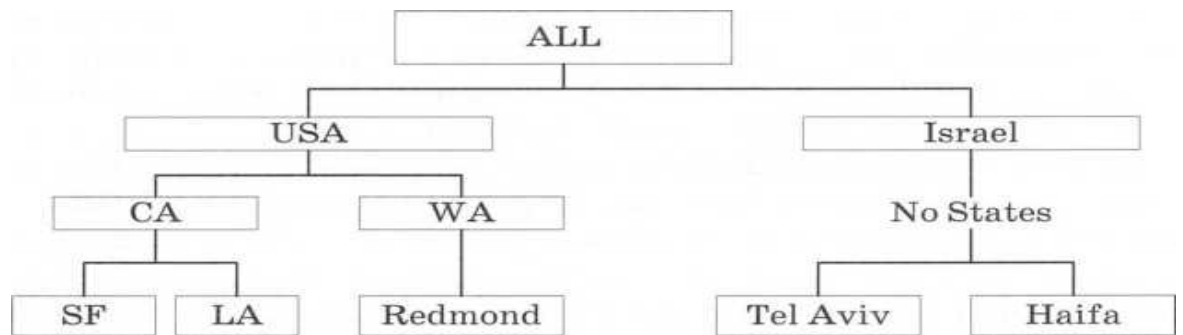 ALL
USA Israel
CA WA No States
SF LA Redmond Tel Aviv Haifa